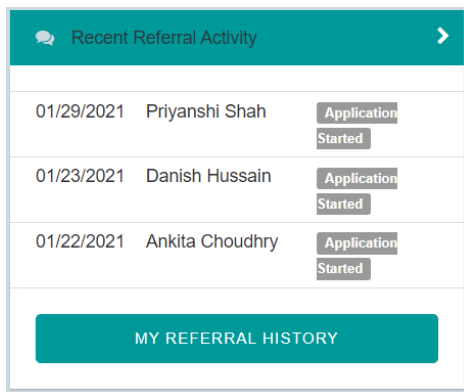 Recent Referral Activity
01/29/2021 Priyanshi Shah Application
Started
01/23/2021 Danish Hussain Application
Started
01/22/2021 Ankita Choudhry Application
Started
MY REFERRAL HISTORY